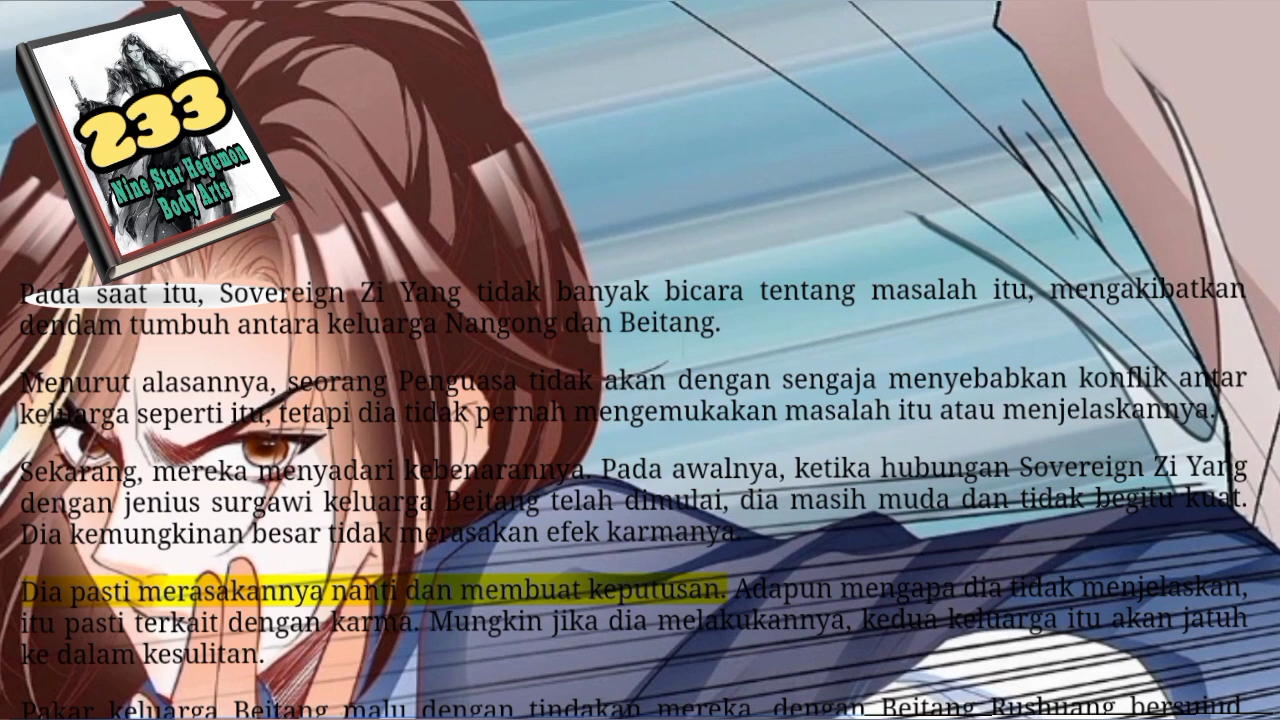 233
Nine Star Hegemon
Body Arts
Pada saat itu, Sovereign Zi Yang tidak banyak bicara tentang masalah itu, mengakibatkan
dendam tumbuh antara keluarga Nangong dan Beitang.
Menurut alasannya, seorang Penguasa tidak akan dengan sengaja menyebabkan konflik antar
keluarga seperti itu, tetapi dia tidak pernah mengemukakan masalah itu atau menjelaskannya.
Sekarang, mereka menyadari kebenarannya. Pada awalnya, ketika hubungan Sovereign Zi Yang
dengan jenius surgawi keluarga Beitang telah dimulai, dia masih muda dan tidak begitu kuat.
Dia kemungkinan besar tidak merasakan efek karmanya.
Dia pasti merasakannya nanti dan membuat keputusan. Adapun mengapa dia tidak menjelaskan,
itu pasti terkait dengan karma. Mungkin jika dia melakukannya, kedua keluarga itu akan jatuh
ke dalam kesulitan.
Pakar keluarga Beitang malu dengan tindakan mereka, dengan Beitang Rushuang bersujud